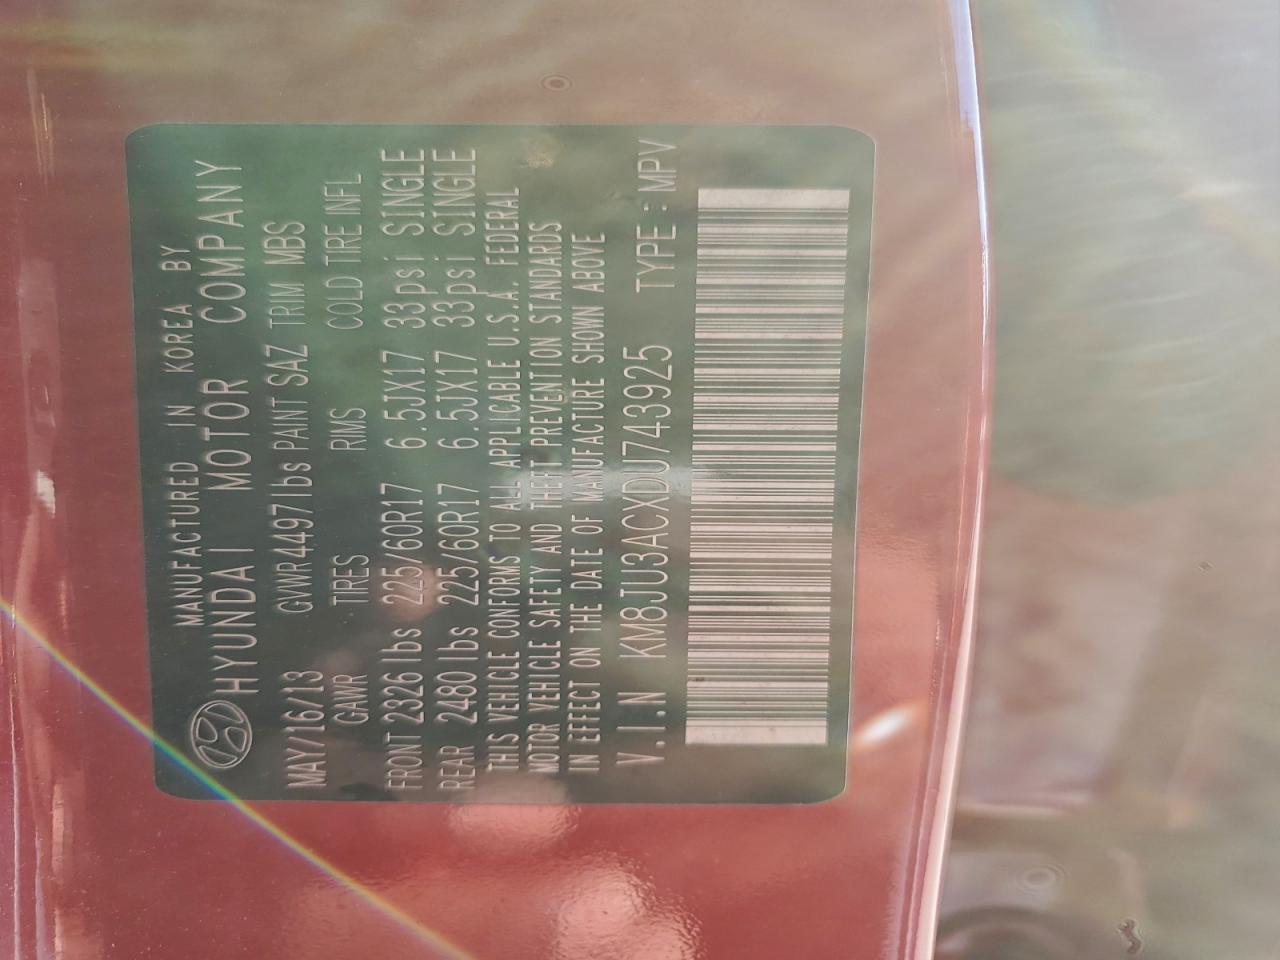 MANUFACTURED IN KOREA BY
HYUNDAI MOTOR COMPANY
MAY/16/13 GVWR 4497lbs PAINT SAZ TRIM MBS
GAWR TIRES RIMS COLD TIRE INFL
FRONT 2326lbs 225/60R17 6.5JX17 33psi SINGLE
REAR 2480lbs 225/60R17 6.5JX17 33psi SINGLE
THIS VEHICLE CONFORMS TO ALL APPLICABLE U.S.A. FEDERAL
MOTOR VEHICLE SAFETY AND THEFT PREVENTION STANDARDS
IN EFFECT ON THE DATE OF MANUFACTURE SHOWN ABOVE
V.I.N KM8JU3ACXDU743925 TYPE : MPV